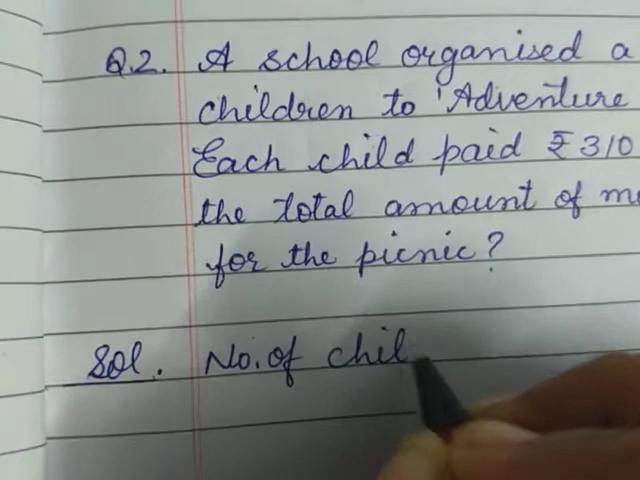 Q.2. A school organised a
children to 'Adventure
Each child paid ₹310
the total amount of
for the picnic?
Sol. No. of chil